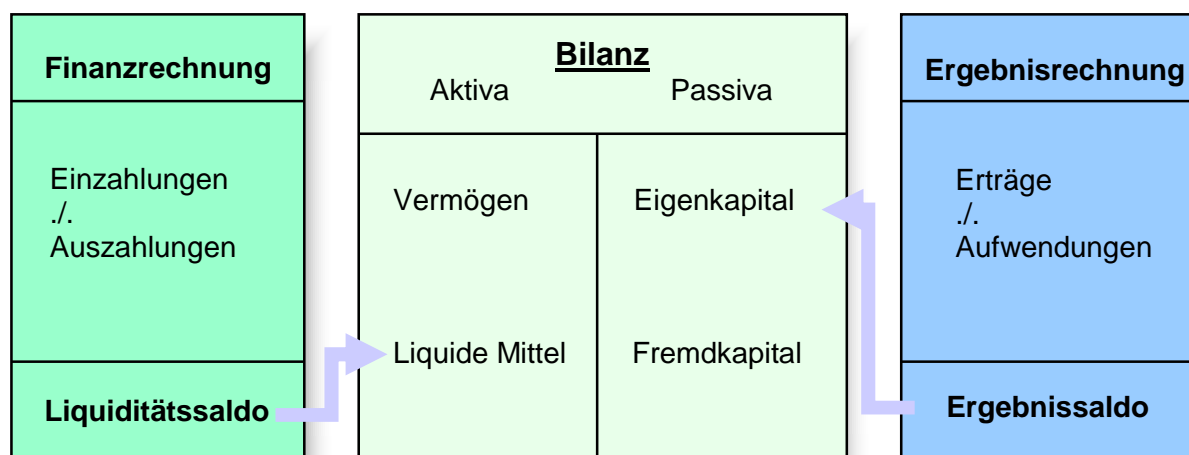 Finanzrechnung
Einzahlungen
./.
Auszahlungen
Liquiditätssaldo
Bilanz
Aktiva Passiva
Vermögen Eigenkapital
Liquide Mittel Fremdkapital
Ergebnisrechnung
Erträge
./.
Aufwendungen
Ergebnissaldo